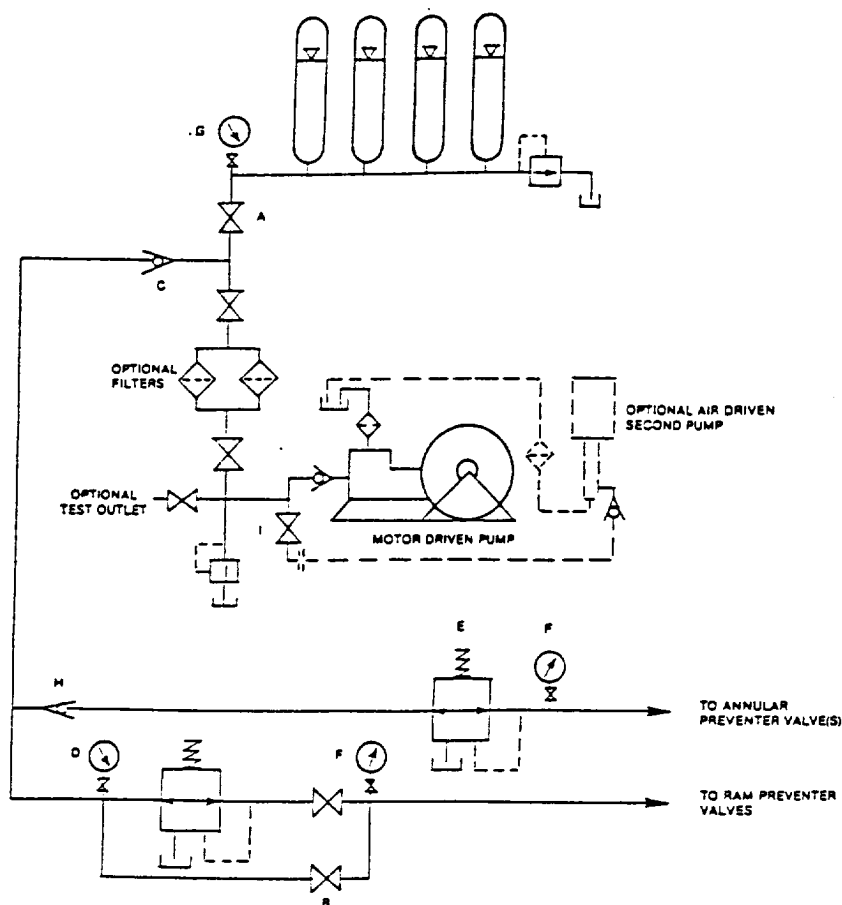 .G
A
C
OPTIONAL
FILTERS
OPTIONAL AIR DRIVEN
SECOND PUMP
OPTIONAL
TEST OUTLET
I
MOTOR DRIVEN PUMP
E
F
H
TO ANNULAR
PREVENTER VALVE(S)
D
F
TO RAM PREVENTER
VALVES
B